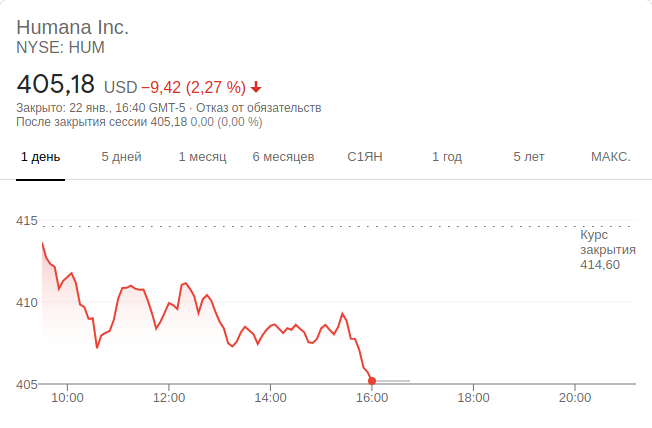 Humana Inc.
NYSE: HUM
405,18 USD −9,42 (2,27 %)
Закрыто: 22 янв., 16:40 GMT-5 · Отказ от обязательств
После закрытия сессии 405,18 0,00 (0,00 %)
1 день 5 дней 1 месяц 6 месяцев С1ЯН 1 год 5 лет МАКС.
415
Курс
закрытия
414,60
410
405
10:00 12:00 14:00 16:00 18:00 20:00